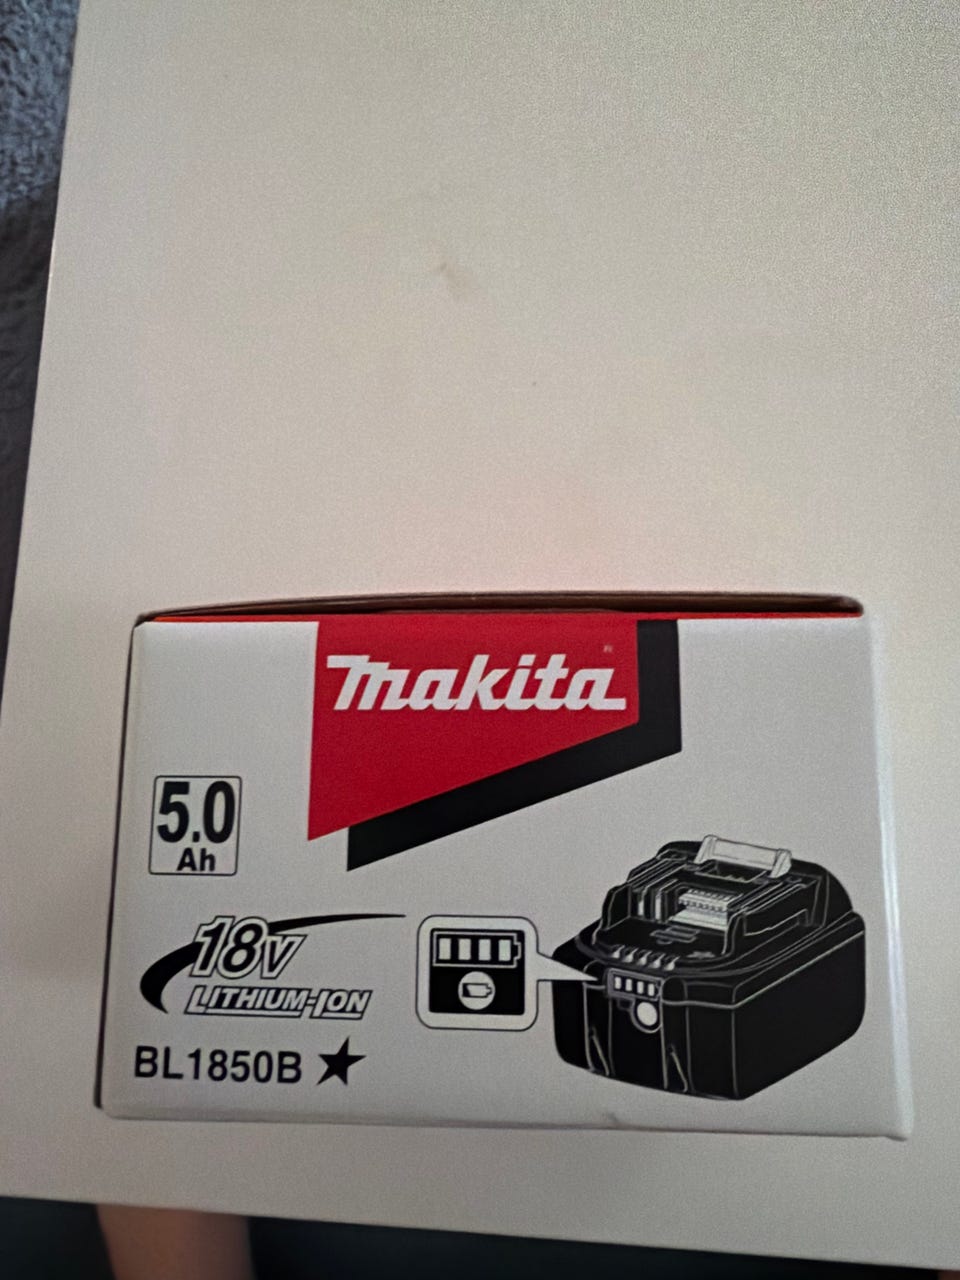 makita®
5.0
Ah
18V
LITHIUM-ION
BL1850B ★